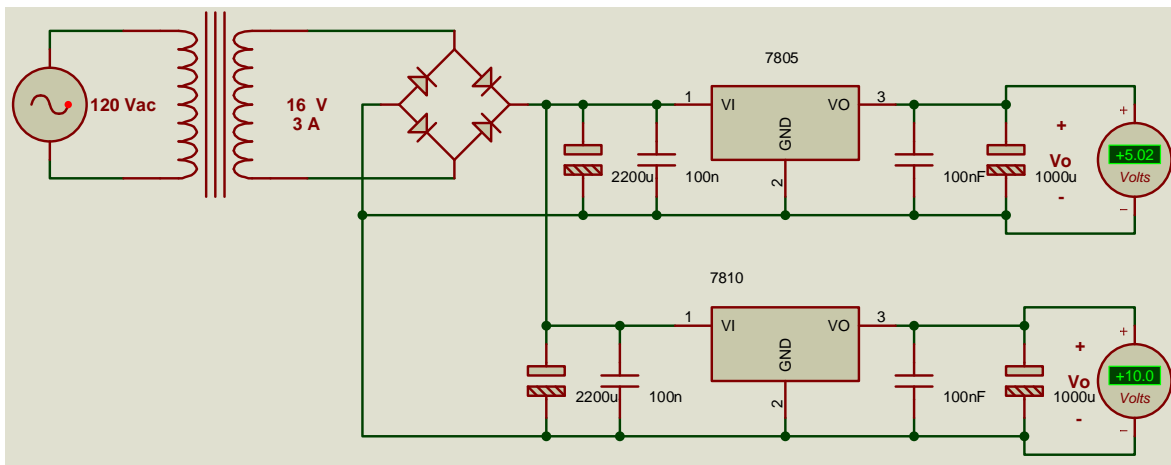 120 Vac
16 V
3 A
7805
1
VI
VO
3
GND
2
2200u
100n
100nF
1000u
+
Vo
-
+
+5.02
Volts
-
7810
1
VI
VO
3
GND
2
2200u
100n
100nF
1000u
+
Vo
-
+
+10.0
Volts
-